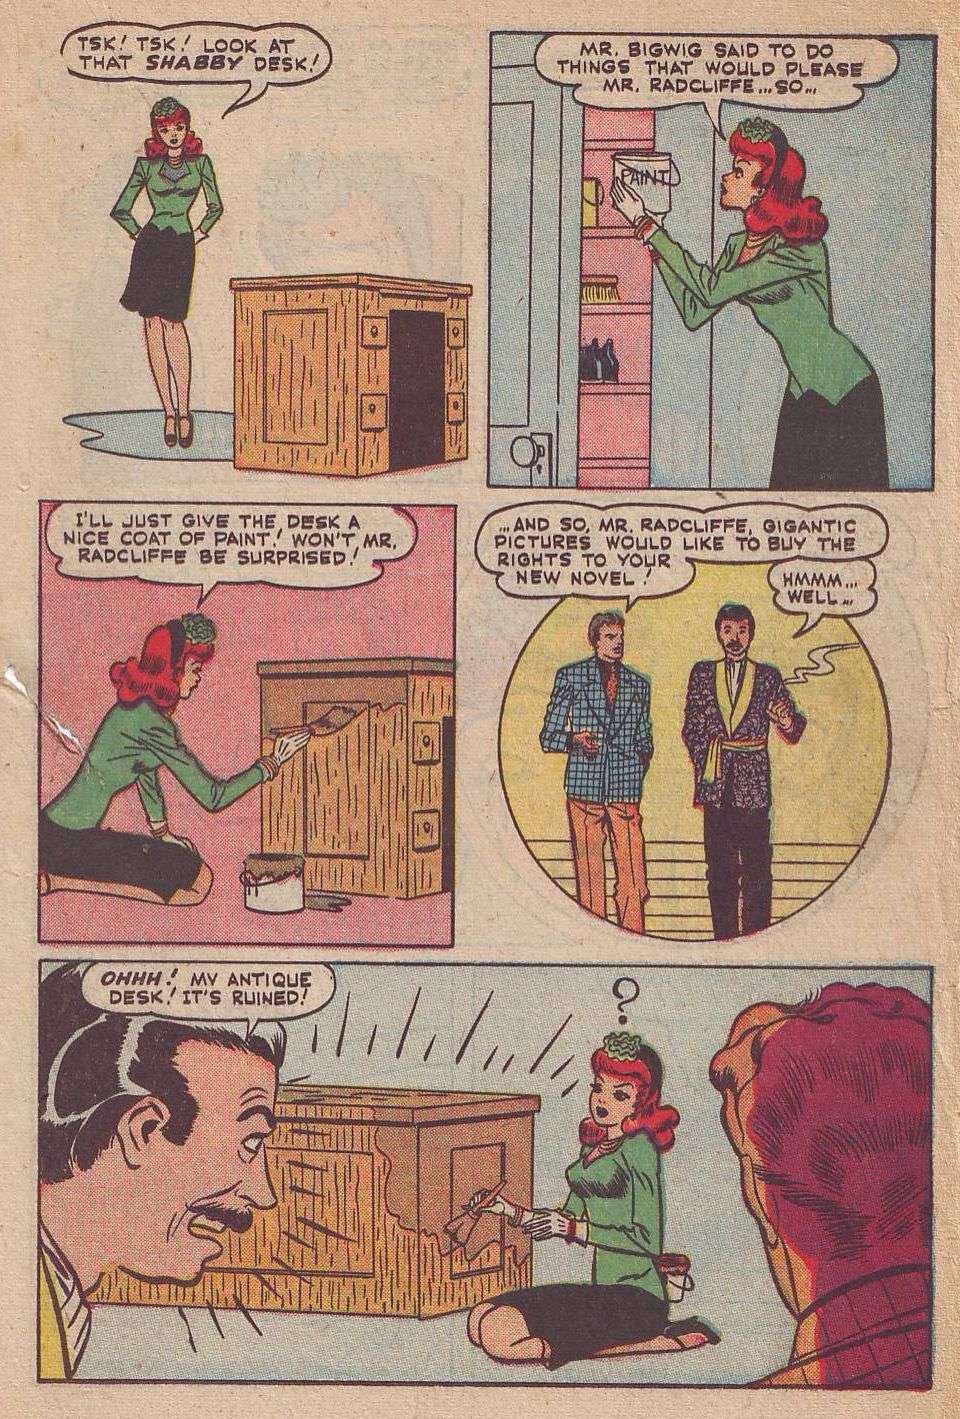 TSK! TSK! LOOK AT
THAT SHABBY DESK!
MR. BIGWIG SAID TO DO
THINGS THAT WOULD PLEASE
MR. RADCLIFFE...SO...
PAINT
I'LL JUST GIVE THE DESK A
NICE COAT OF PAINT! WON'T MR.
RADCLIFFE BE SURPRISED!
...AND SO, MR. RADCLIFFE, GIGANTIC
PICTURES WOULD LIKE TO BUY THE
RIGHTS TO YOUR
NEW NOVEL!
HMMM...
WELL...
OHHH! MY ANTIQUE
DESK! IT'S RUINED!
?